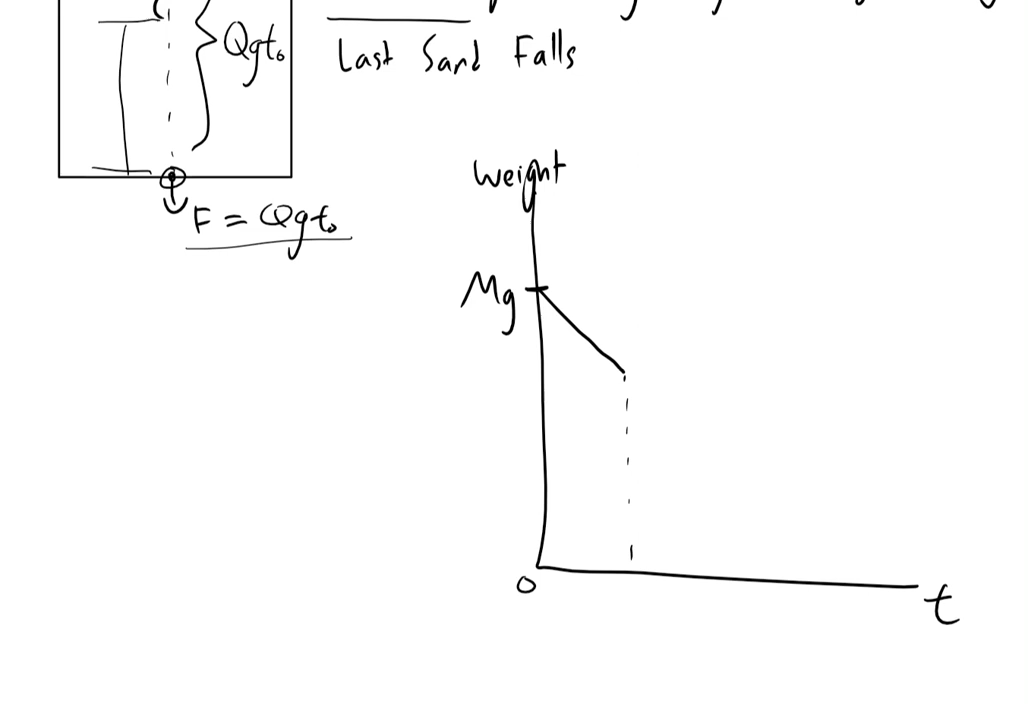 Qgt₀
Last Sand Falls
F = Qgt₀
Weight
Mg
0
t